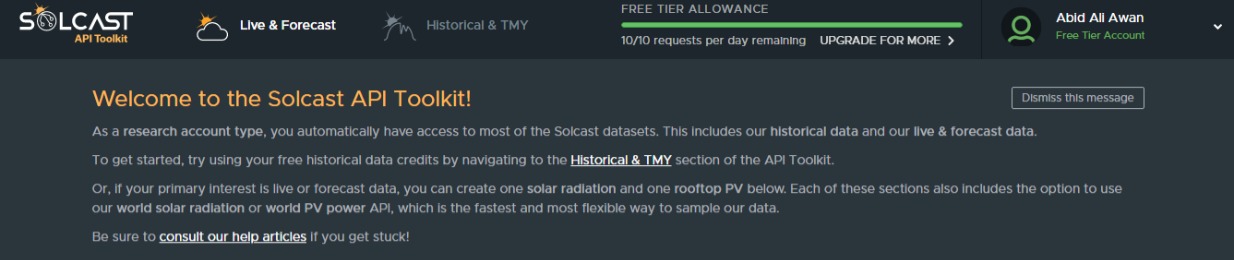 SOLCAST
API Toolkit
Live & Forecast
Historical & TMY
FREE TIER ALLOWANCE
10/10 requests per day remaining UPGRADE FOR MORE
Abid Ali Awan
Free Tier Account
Welcome to the Solcast API Toolkit!
Dismiss this message
As a research account type, you automatically have access to most of the Solcast datasets. This includes our historical data and our live & forecast data.
To get started, try using your free historical data credits by navigating to the Historical & TMY section of the API Toolkit.
Or, if your primary interest is live or forecast data, you can create one solar radiation and one rooftop PV below. Each of these sections also includes the option to use
our world solar radiation or world PV power API, which is the fastest and most flexible way to sample our data.
Be sure to consult our help articles if you get stuck!